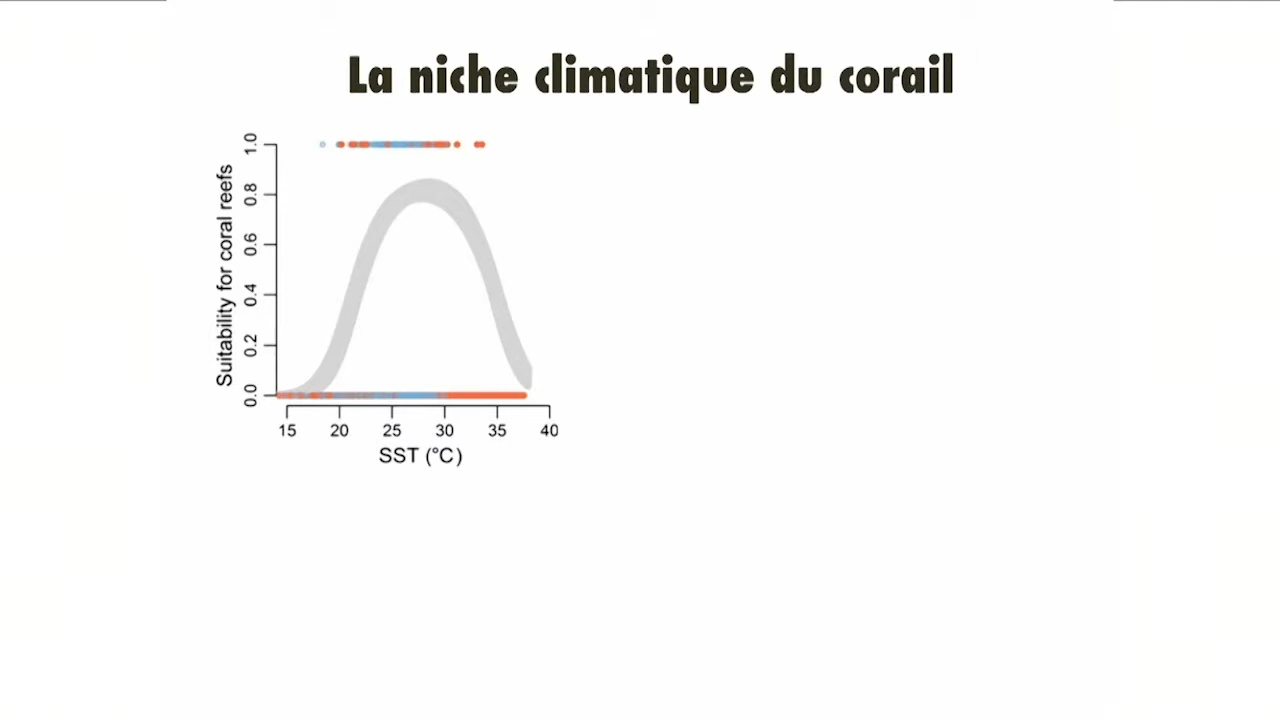 La niche climatique du corail
Suitability for coral reefs
1.0
0.8
0.6
0.4
0.2
0.0
15 20 25 30 35 40
SST (°C)